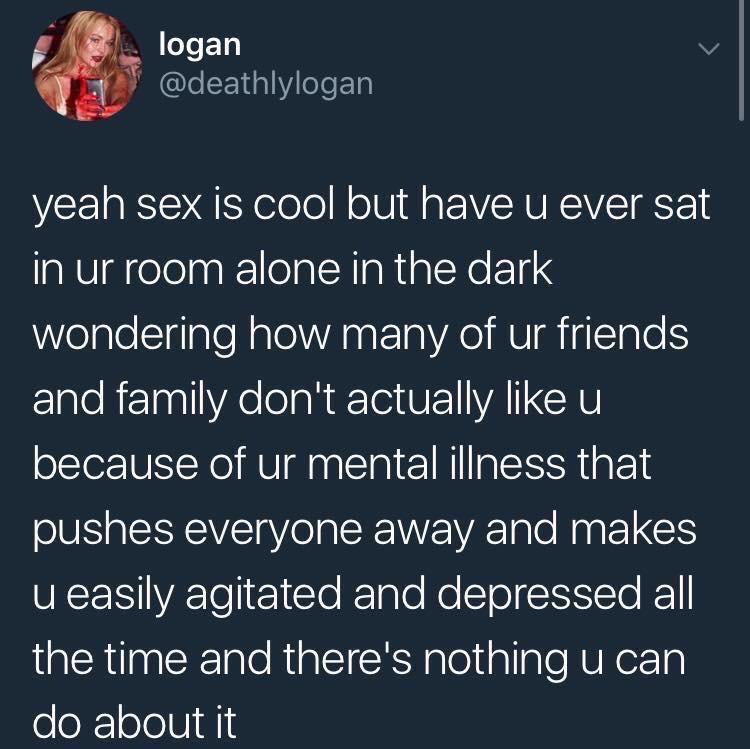 logan
@deathlylogan
yeah sex is cool but have u ever sat
in ur room alone in the dark
wondering how many of ur friends
and family don't actually like u
because of ur mental illness that
pushes everyone away and makes
u easily agitated and depressed all
the time and there's nothing u can
do about it